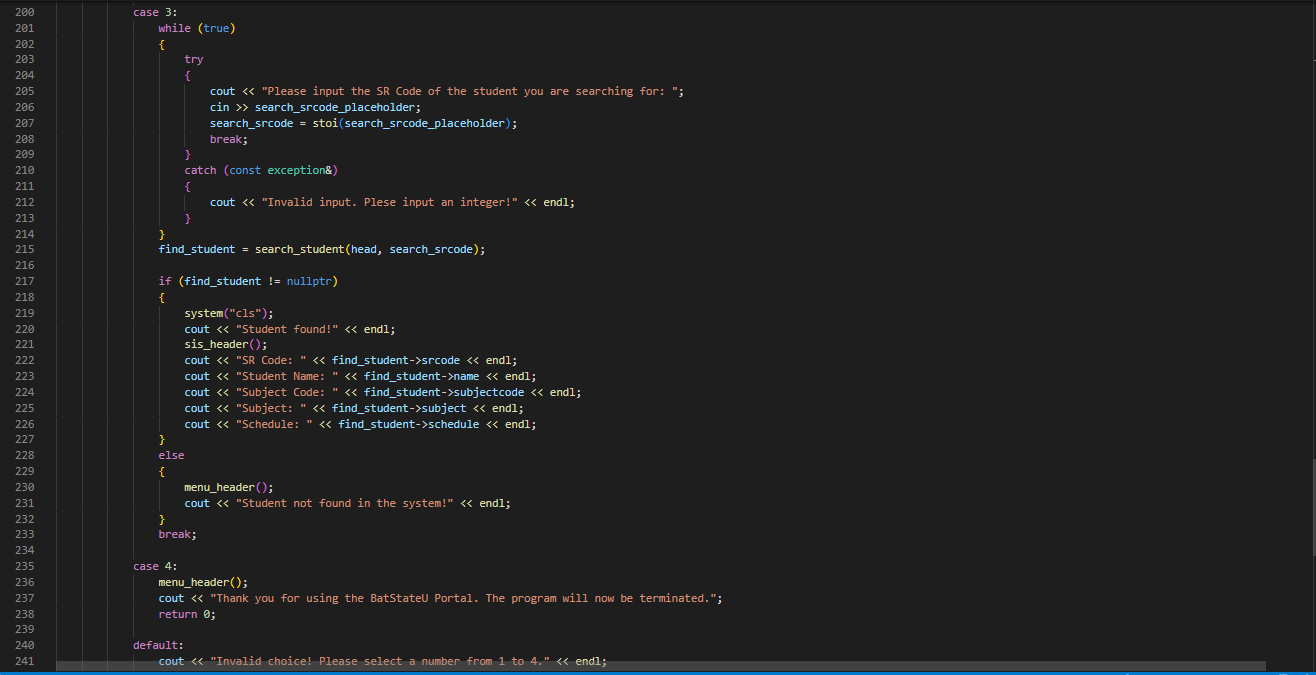 200 case 3:
201 while (true)
202 {
203 try
204 {
205 cout << "Please input the SR Code of the student you are searching for: ";
206 cin >> search_srcode_placeholder;
207 search_srcode = stoi(search_srcode_placeholder);
208 break;
209 }
210 catch (const exception&)
211 {
212 cout << "Invalid input. Plese input an integer!" << endl;
213 }
214 }
215 find_student = search_student(head, search_srcode);
216
217 if (find_student != nullptr)
218 {
219 system("cls");
220 cout << "Student found!" << endl;
221 sis_header();
222 cout << "SR Code: " << find_student->srcode << endl;
223 cout << "Student Name: " << find_student->name << endl;
224 cout << "Subject Code: " << find_student->subjectcode << endl;
225 cout << "Subject: " << find_student->subject << endl;
226 cout << "Schedule: " << find_student->schedule << endl;
227 }
228 else
229 {
230 menu_header();
231 cout << "Student not found in the system!" << endl;
232 }
233 break;
234
235 case 4:
236 menu_header();
237 cout << "Thank you for using the BatStateU Portal. The program will now be terminated.";
238 return 0;
239
240 default:
241 cout << "Invalid choice! Please select a number from 1 to 4." << endl;